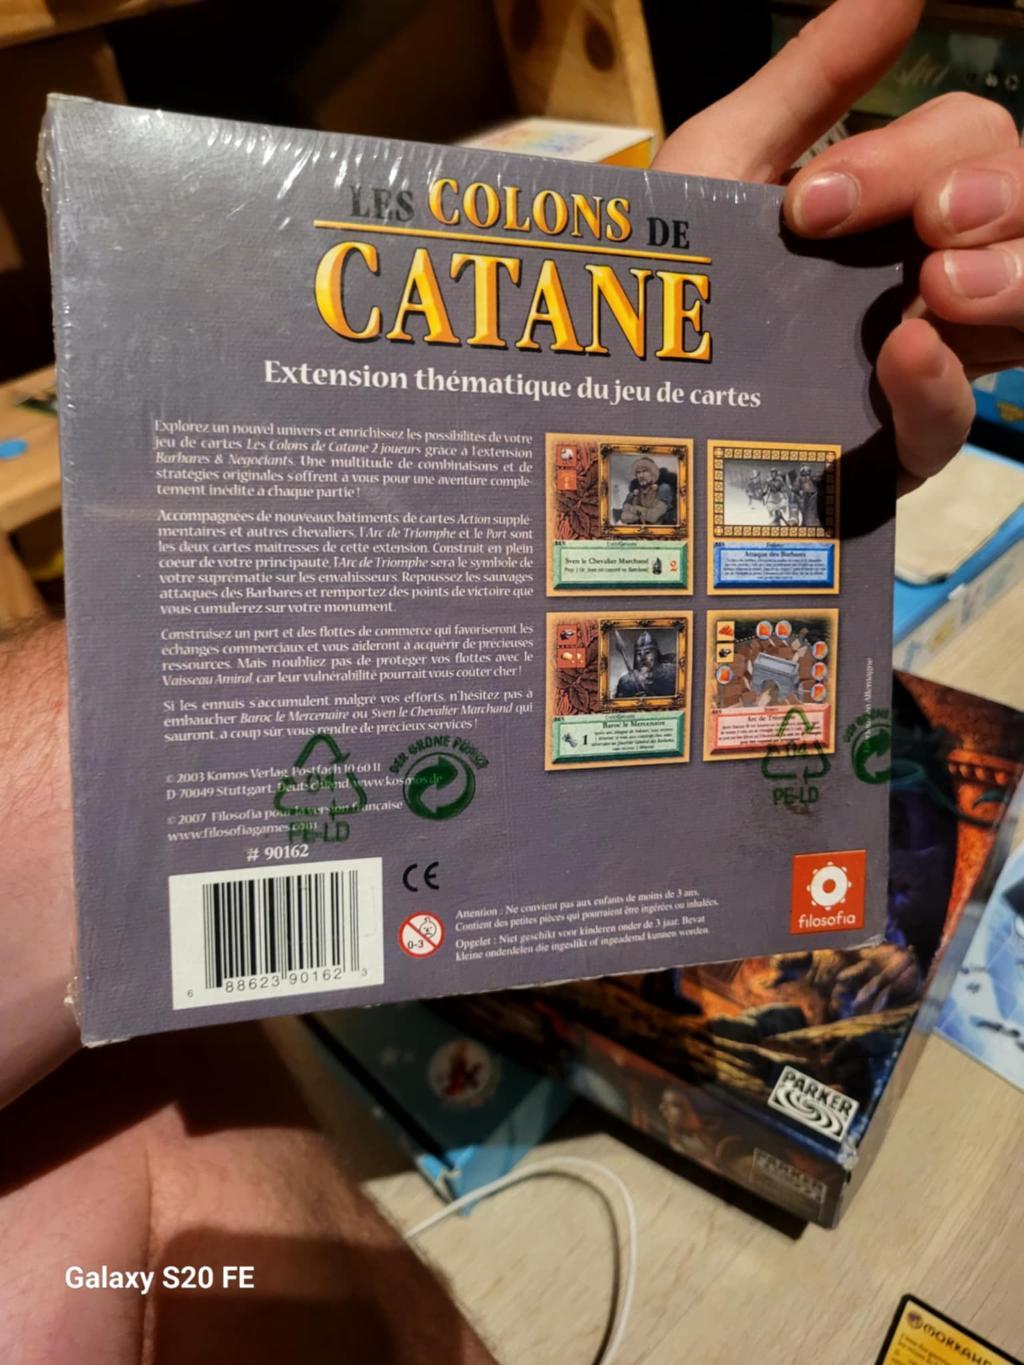 LES COLONS DE
CATANE
Extension thématique du jeu de cartes
Explorez un nouvel univers et enrichissez les possibilités de votre
jeu de cartes Les Colons de Catane 2 joueurs grâce à l'extension
Barbares & Négociants. Une multitude de combinaisons et de
stratégies originales s'offrent à vous pour une aventure complè-
tement inédite à chaque partie !
Accompagnées de nouveaux bâtiments, de cartes Action supplé-
mentaires et autres chevaliers, l'Arc de Triomphe et le Port sont
les deux cartes maîtresses de cette extension. Construit en plein
coeur de votre principauté, l'Arc de Triomphe sera le symbole de
votre suprématie sur les envahisseurs. Repoussez les sauvages
attaques des Barbares et remportez des points de victoire que
vous cumulerez sur votre monument.
Construisez un port et des flottes de commerce qui favoriseront les
échanges commerciaux et vous aideront à acquérir de précieuses
ressources. Mais n'oubliez pas de protéger vos flottes avec le
Vaisseau Amiral, car leur vulnérabilité pourrait vous coûter cher !
Si les ennuis s'accumulent malgré vos efforts, n'hésitez pas à
embaucher Baroc le Mercenaire ou Sven le Chevalier Marchand qui
sauront, à coup sur, vous rendre de précieux services !
Sven le Chevalier Marchand
2
Attaque des Barbares
Baroc le Mercenaire
1
Arc de
Allemagne
© 2003 Komos Verlag, Postfach 10 60 11
D-70049 Stuttgart, Deutschland, www.kosmos.de
© 2007 Filosofia pour la version française
www.filosofiagames.com
DER GRÜNE PUNKT
PE-LD
PE-LD
# 90162
6 88623 90162 3
CE
0-3
Attention : Ne convient pas aux enfants de moins de 3 ans.
Contient des petites pièces qui pourraient être ingérées ou inhalées.
Opgelet : Niet geschikt voor kinderen onder de 3 jaar. Bevat
kleine onderdelen die ingeslikt of ingeademd kunnen worden.
filosofia
PARKER
PARKER
Galaxy S20 FE